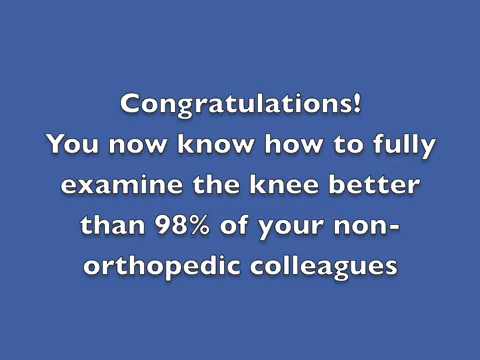 Congratulations!
You now know how to fully
examine the knee better
than 98% of your non-
orthopedic colleagues